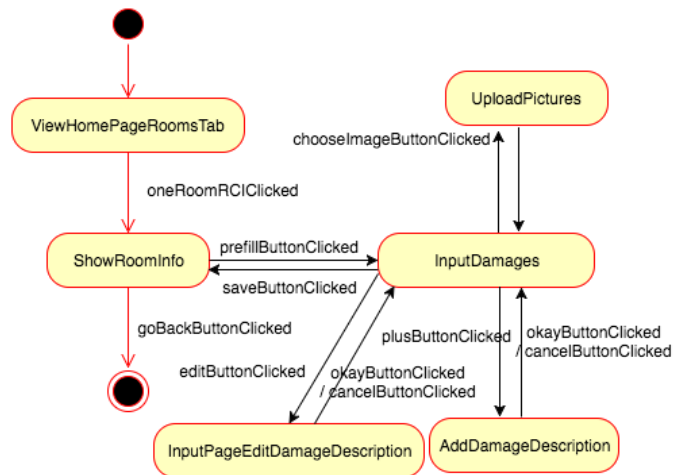 UploadPictures
ViewHomePageRoomsTab
chooseImageButtonClicked
oneRoomRCIClicked
prefillButtonClicked
ShowRoomInfo
InputDamages
saveButtonClicked
goBackButtonClicked
plusButtonClicked
okayButtonClicked
/ cancelButtonClicked
editButtonClicked
okayButtonClicked
/ cancelButtonClicked
InputPageEditDamageDescription
AddDamageDescription